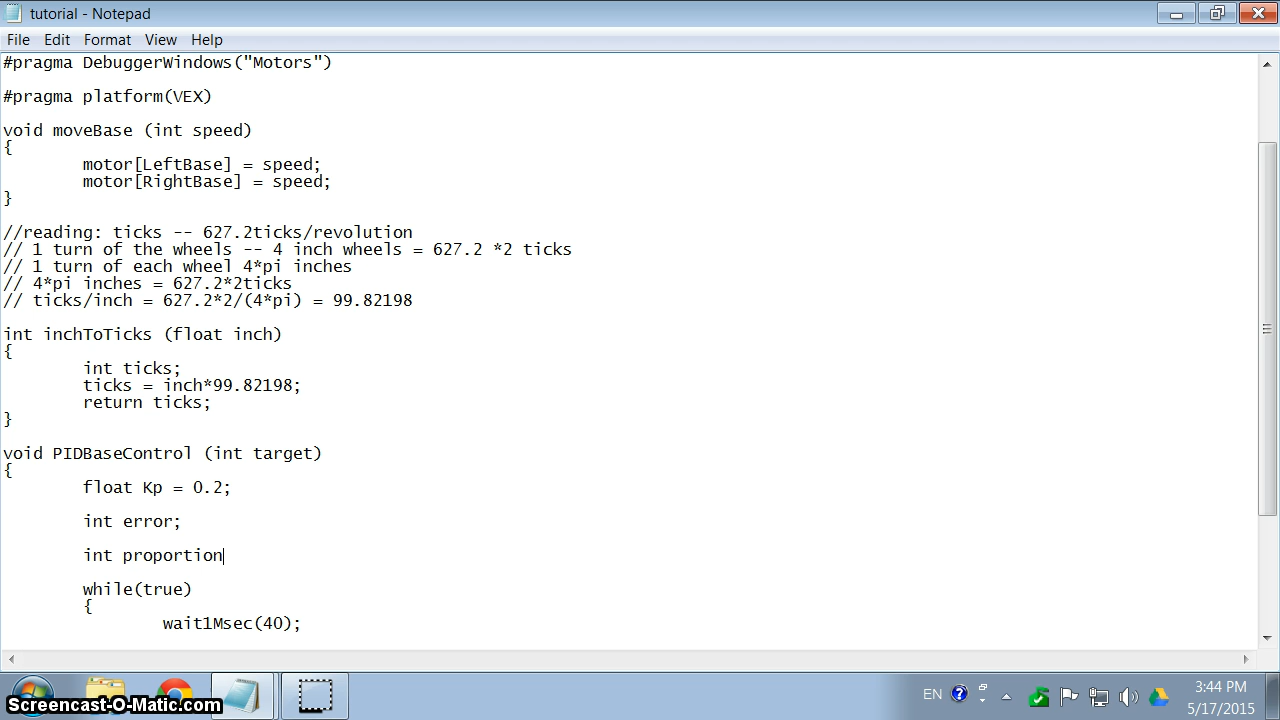 tutorial - Notepad
File Edit Format View Help
#pragma DebuggerWindows("Motors")
#pragma platform(VEX)
void moveBase (int speed)
{
motor[LeftBase] = speed;
motor[RightBase] = speed;
}
//reading: ticks -- 627.2ticks/revolution
// 1 turn of the wheels -- 4 inch wheels = 627.2 *2 ticks
// 1 turn of each wheel 4*pi inches
// 4*pi inches = 627.2*2ticks
// ticks/inch = 627.2*2/(4*pi) = 99.82198
int inchToTicks (float inch)
{
int ticks;
ticks = inch*99.82198;
return ticks;
}
void PIDBaseControl (int target)
{
float Kp = 0.2;
int error;
int proportion
while(true)
{
wait1Msec(40);
EN
3:44 PM
5/17/2015
Screencast-O-Matic.com